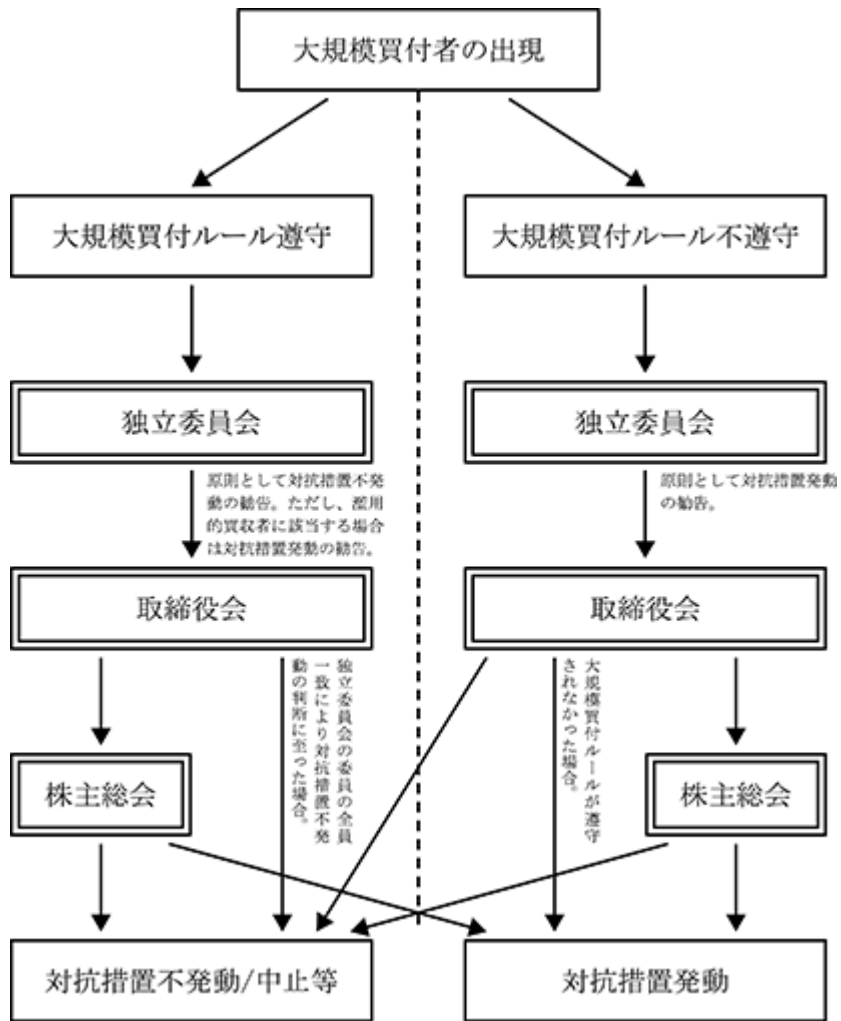 大規模買付者の出現
大規模買付ルール遵守
大規模買付ルール不遵守
独立委員会
独立委員会
原則として対抗措置不発
動の勧告。ただし、濫用
的買収者に該当する場合
は対抗措置発動の勧告。
原則として対抗措置発動
の勧告。
取締役会
取締役会
独立委員会の委員の全員
一致により対抗措置不発
動の判断に至った場合。
大規模買付ルールが遵守
されなかった場合。
株主総会
株主総会
対抗措置不発動/中止等
対抗措置発動